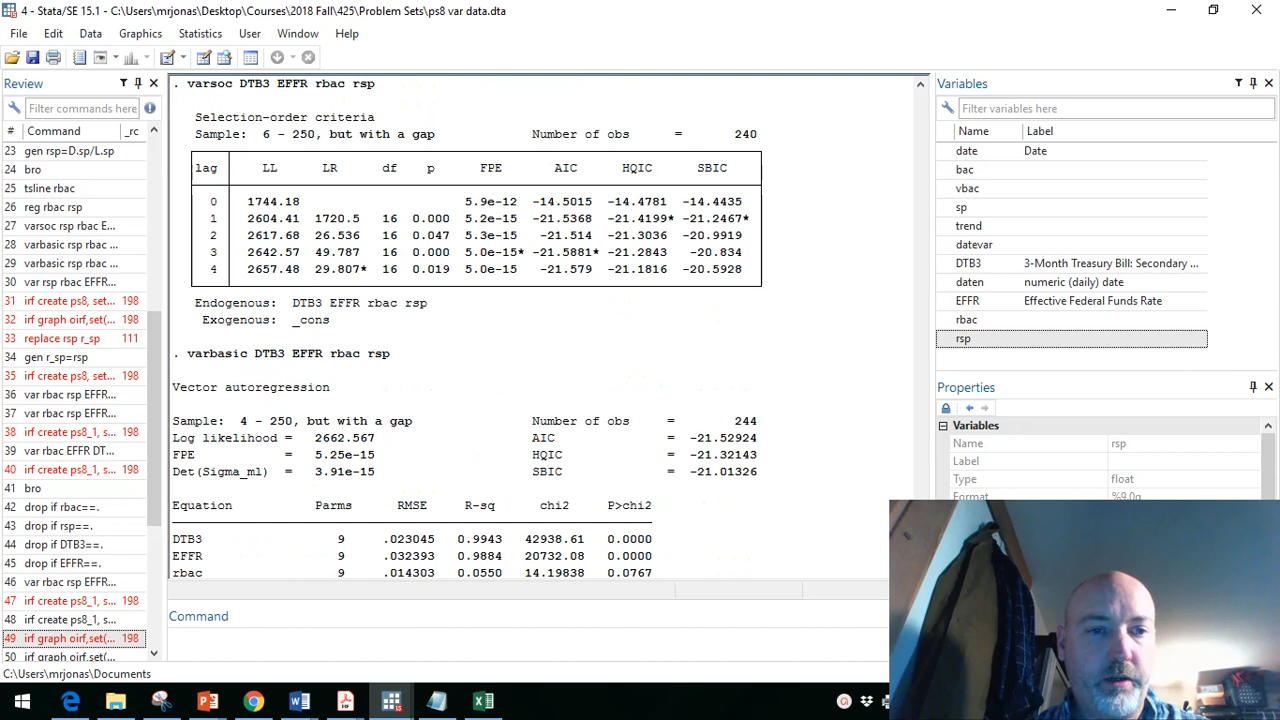 4 - Stata/SE 15.1 - C:\Users\mrjonas\Desktop\Courses\2018 Fall\425\Problem Sets\ps8 var data.dta
File Edit Data Graphics Statistics User Window Help
Review
Filter commands here
# Command _rc
23 gen rsp=D.sp/L.sp
24 bro
25 tsline rbac
26 reg rbac rsp
27 varsoc rsp rbac E...
28 varbasic rsp rbac ...
29 varbasic rsp rbac ...
30 var rsp rbac EFFR...
31 irf create ps8, set... 198
32 irf graph oirf,set(... 198
33 replace rsp r_sp 111
34 gen r_sp=rsp
35 irf create ps8, set... 198
36 var rbac rsp EFFR...
37 var rbac rsp EFFR...
38 irf create ps8_1, s... 198
39 var rbac EFFR DT...
40 irf create ps8_1, s... 198
41 bro
42 drop if rbac==.
43 drop if rsp==.
44 drop if DTB3==.
45 drop if EFFR==.
46 var rbac rsp EFFR...
47 irf create ps8_1, s... 198
48 irf create ps8_1, s...
49 irf graph oirf,set(... 198
50 irf graph oirf,set(...
. varsoc DTB3 EFFR rbac rsp
Selection-order criteria
Sample: 6 - 250, but with a gap Number of obs = 240
lag LL LR df p FPE AIC HQIC SBIC
0 1744.18 5.9e-12 -14.5015 -14.4781 -14.4435
1 2604.41 1720.5 16 0.000 5.2e-15 -21.5368 -21.4199* -21.2467*
2 2617.68 26.536 16 0.047 5.3e-15 -21.514 -21.3036 -20.9919
3 2642.57 49.787 16 0.000 5.0e-15* -21.5881* -21.2843 -20.834
4 2657.48 29.807* 16 0.019 5.0e-15 -21.579 -21.1816 -20.5928
Endogenous: DTB3 EFFR rbac rsp
Exogenous: _cons
. varbasic DTB3 EFFR rbac rsp
Vector autoregression
Sample: 4 - 250, but with a gap Number of obs = 244
Log likelihood = 2662.567 AIC = -21.52924
FPE = 5.25e-15 HQIC = -21.32143
Det(Sigma_ml) = 3.91e-15 SBIC = -21.01326
Equation Parms RMSE R-sq chi2 P>chi2
DTB3 9 .023045 0.9943 42938.61 0.0000
EFFR 9 .032393 0.9884 20732.08 0.0000
rbac 9 .014303 0.0550 14.19838 0.0767
Command
Variables
Filter variables here
Name Label
date Date
bac
vbac
sp
trend
datevar
DTB3 3-Month Treasury Bill: Secondary ...
daten numeric (daily) date
EFFR Effective Federal Funds Rate
rbac
rsp
Properties
Variables
Name rsp
Label
Type float
Format %9.0g
C:\Users\mrjonas\Documents